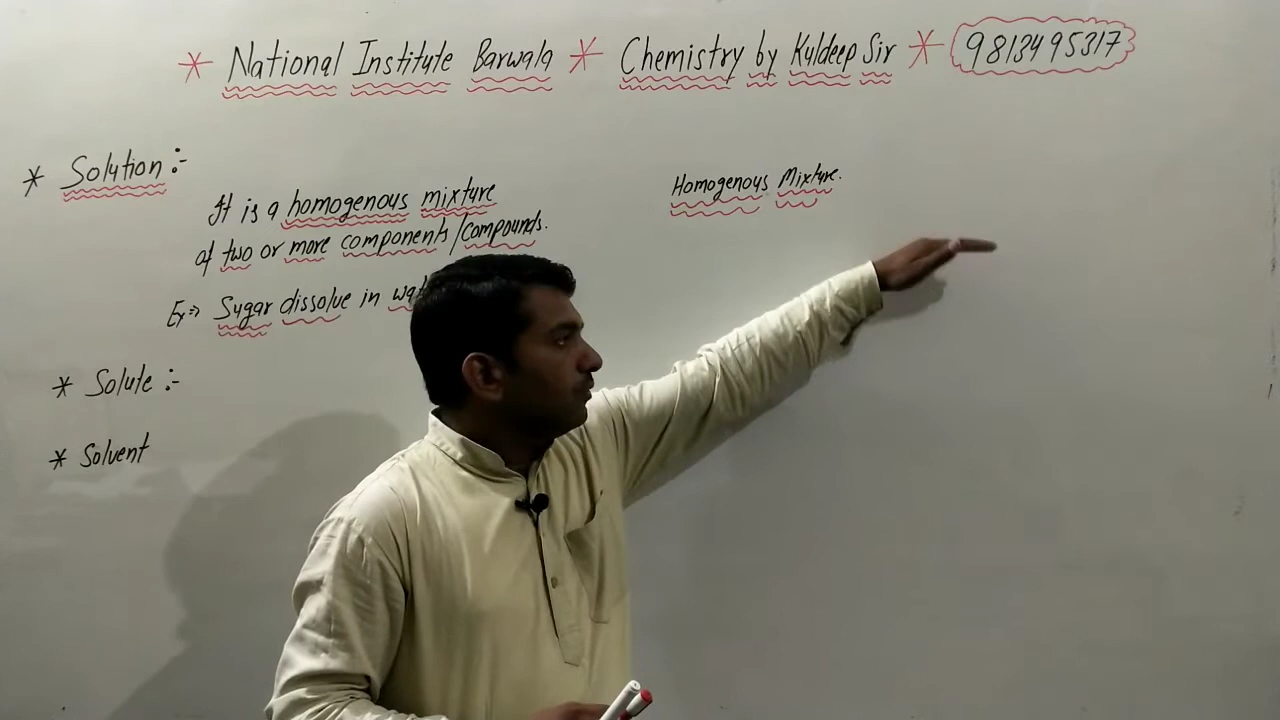 * National Institute Barwala * Chemistry by Kuldeep Sir * 9813495317
* Solution :-
It is a homogenous mixture
of two or more components/compounds.
Ex⇒ Sugar dissolve in
* Solute :-
* Solvent
Homogenous Mixture.